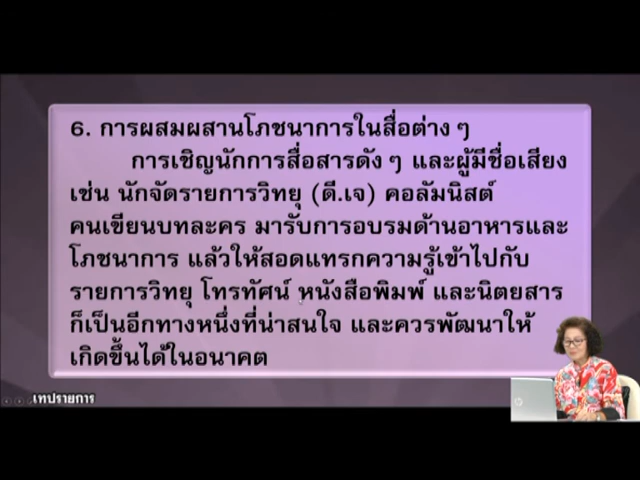 6. การผสมผสานโภชนาการในสื่อต่าง ๆ
การเชิญนักการสื่อสารดัง ๆ และผู้มีชื่อเสียง
เช่น นักจัดรายการวิทยุ (ดี.เจ) คอลัมนิสต์
คนเขียนบทละคร มารับการอบรมด้านอาหารและ
โภชนาการ แล้วให้สอดแทรกความรู้เข้าไปกับ
รายการวิทยุ โทรทัศน์ หนังสือพิมพ์ และนิตยสาร
ก็เป็นอีกทางหนึ่งที่น่าสนใจ และควรพัฒนาให้
เกิดขึ้นได้ในอนาคต
เทปรายการ
hp